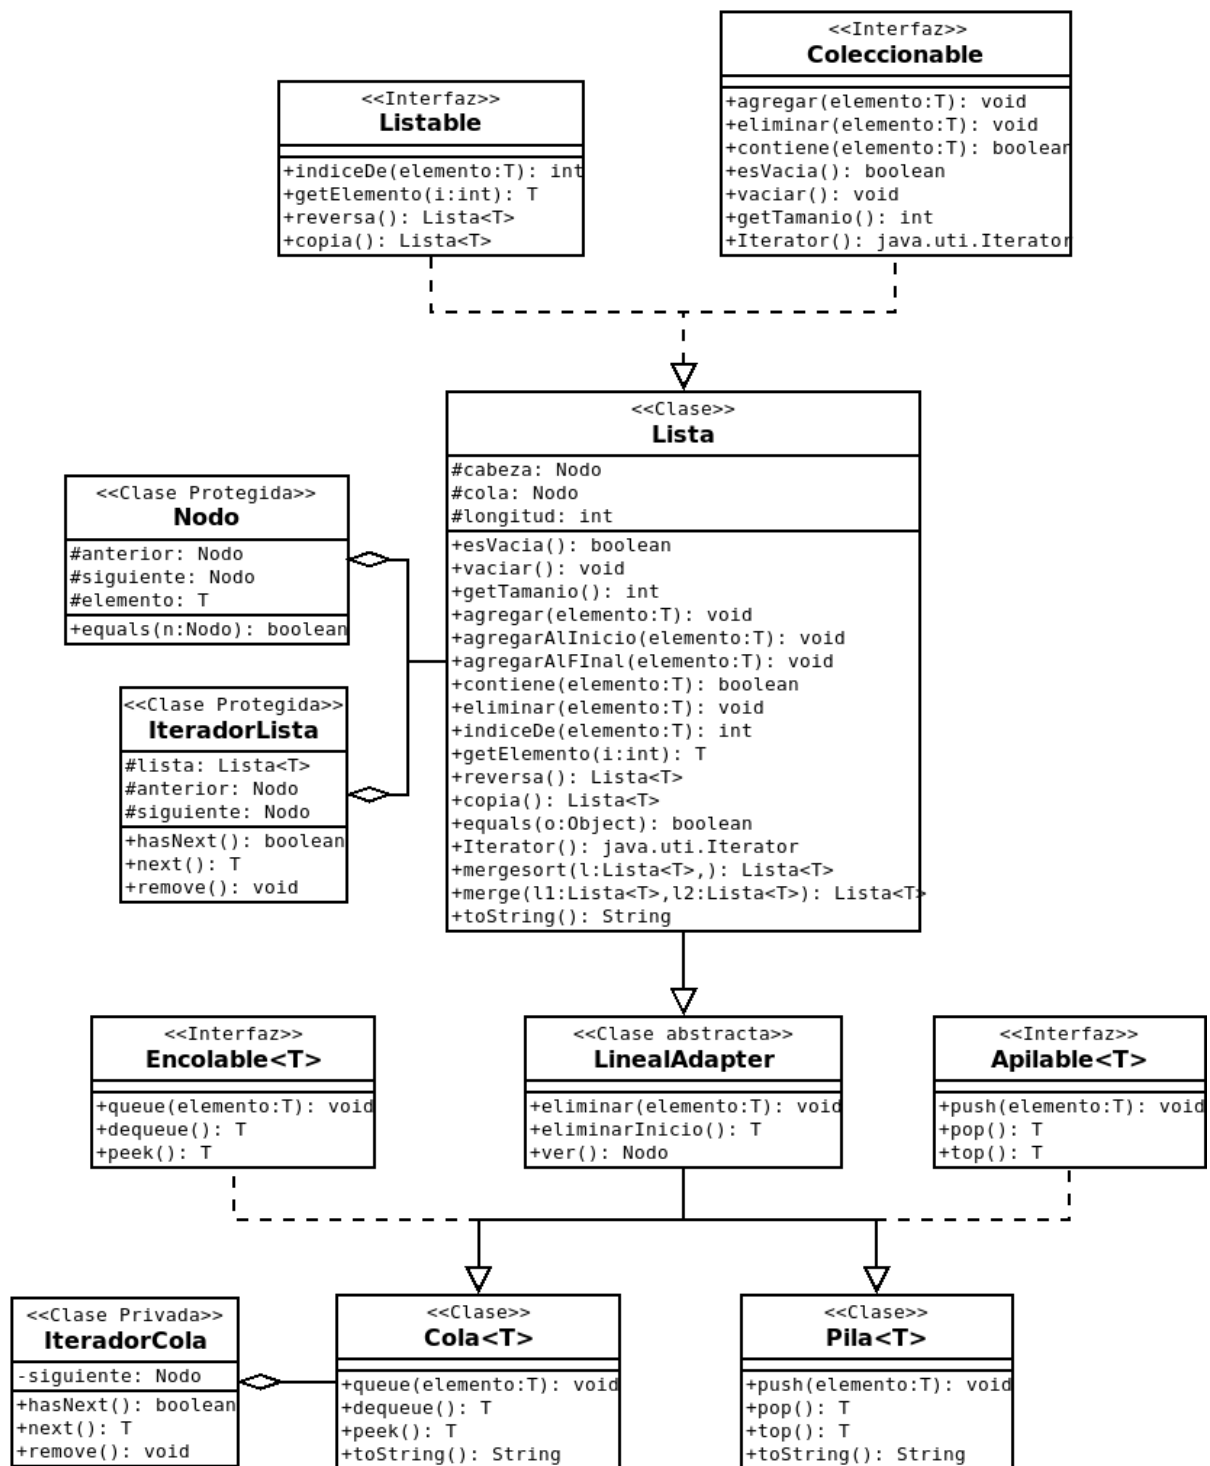 <<Interfaz>>
Coleccionable
+agregar(elemento:T): void
+eliminar(elemento:T): void
+contiene(elemento:T): boolean
+esVacia(): boolean
+vaciar(): void
+getTamanio(): int
+Iterator(): java.uti.Iterator
<<Interfaz>>
Listable
+indiceDe(elemento:T): int
+getElemento(i:int): T
+reversa(): Lista<T>
+copia(): Lista<T>
<<Clase>>
Lista
#cabeza: Nodo
#cola: Nodo
#longitud: int
+esVacia(): boolean
+vaciar(): void
+getTamanio(): int
+agregar(elemento:T): void
+agregarAlInicio(elemento:T): void
+agregarAlFInal(elemento:T): void
+contiene(elemento:T): boolean
+eliminar(elemento:T): void
+indiceDe(elemento:T): int
+getElemento(i:int): T
+reversa(): Lista<T>
+copia(): Lista<T>
+equals(o:Object): boolean
+Iterator(): java.uti.Iterator
+mergesort(l:Lista<T>,): Lista<T>
+merge(l1:Lista<T>,l2:Lista<T>): Lista<T>
+toString(): String
<<Clase Protegida>>
Nodo
#anterior: Nodo
#siguiente: Nodo
#elemento: T
+equals(n:Nodo): boolean
<<Clase Protegida>>
IteradorLista
#lista: Lista<T>
#anterior: Nodo
#siguiente: Nodo
+hasNext(): boolean
+next(): T
+remove(): void
<<Interfaz>>
Encolable<T>
+queue(elemento:T): void
+dequeue(): T
+peek(): T
<<Clase abstracta>>
LinealAdapter
+eliminar(elemento:T): void
+eliminarInicio(): T
+ver(): Nodo
<<Interfaz>>
Apilable<T>
+push(elemento:T): void
+pop(): T
+top(): T
<<Clase Privada>>
IteradorCola
-siguiente: Nodo
+hasNext(): boolean
+next(): T
+remove(): void
<<Clase>>
Cola<T>
+queue(elemento:T): void
+dequeue(): T
+peek(): T
+toString(): String
<<Clase>>
Pila<T>
+push(elemento:T): void
+pop(): T
+top(): T
+toString(): String